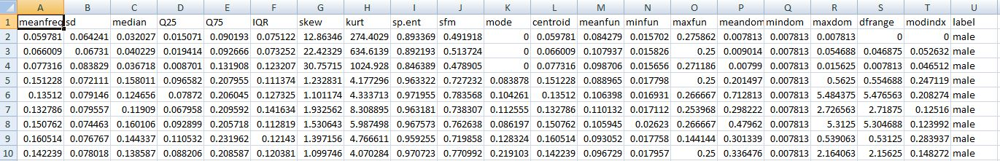 A B C D E F G H I J K L M N O P Q R S T U
1 meanfreq sd median Q25 Q75 IQR skew kurt sp.ent sfm mode centroid meanfun minfun maxfun meandom mindom maxdom dfrange modindx label
2 0.059781 0.064241 0.032027 0.015071 0.090193 0.075122 12.86346 274.4029 0.893369 0.491918 0 0.059781 0.084279 0.015702 0.275862 0.007813 0.007813 0.007813 0 0 male
3 0.066009 0.06731 0.040229 0.019414 0.092666 0.073252 22.42329 634.6139 0.892193 0.513724 0 0.066009 0.107937 0.015826 0.25 0.009014 0.007813 0.054688 0.046875 0.052632 male
4 0.077316 0.083829 0.036718 0.008701 0.131908 0.123207 30.75715 1024.928 0.846389 0.478905 0 0.077316 0.098706 0.015656 0.271186 0.00799 0.007813 0.015625 0.007813 0.046512 male
5 0.151228 0.072111 0.158011 0.096582 0.207955 0.111374 1.232831 4.177296 0.963322 0.727232 0.083878 0.151228 0.088965 0.017798 0.25 0.201497 0.007813 0.5625 0.554688 0.247119 male
6 0.13512 0.079146 0.124656 0.07872 0.206045 0.127325 1.101174 4.333713 0.971955 0.783568 0.104261 0.13512 0.106398 0.016931 0.266667 0.712813 0.007813 5.484375 5.476563 0.208274 male
7 0.132786 0.079557 0.11909 0.067958 0.209592 0.141634 1.932562 8.308895 0.963181 0.738307 0.112555 0.132786 0.110132 0.017112 0.253968 0.298222 0.007813 2.726563 2.71875 0.12516 male
8 0.150762 0.074463 0.160106 0.092899 0.205718 0.112819 1.530643 5.987498 0.967573 0.762638 0.086197 0.150762 0.105945 0.02623 0.266667 0.47962 0.007813 5.3125 5.304688 0.123992 male
9 0.160514 0.076767 0.144337 0.110532 0.231962 0.12143 1.397156 4.766611 0.959255 0.719858 0.128324 0.160514 0.093052 0.017758 0.144144 0.301339 0.007813 0.539063 0.53125 0.283937 male
10 0.142239 0.078018 0.138587 0.088206 0.208587 0.120381 1.099746 4.070284 0.970723 0.770992 0.219103 0.142239 0.096729 0.017957 0.25 0.336476 0.007813 2.164063 2.15625 0.148272 male